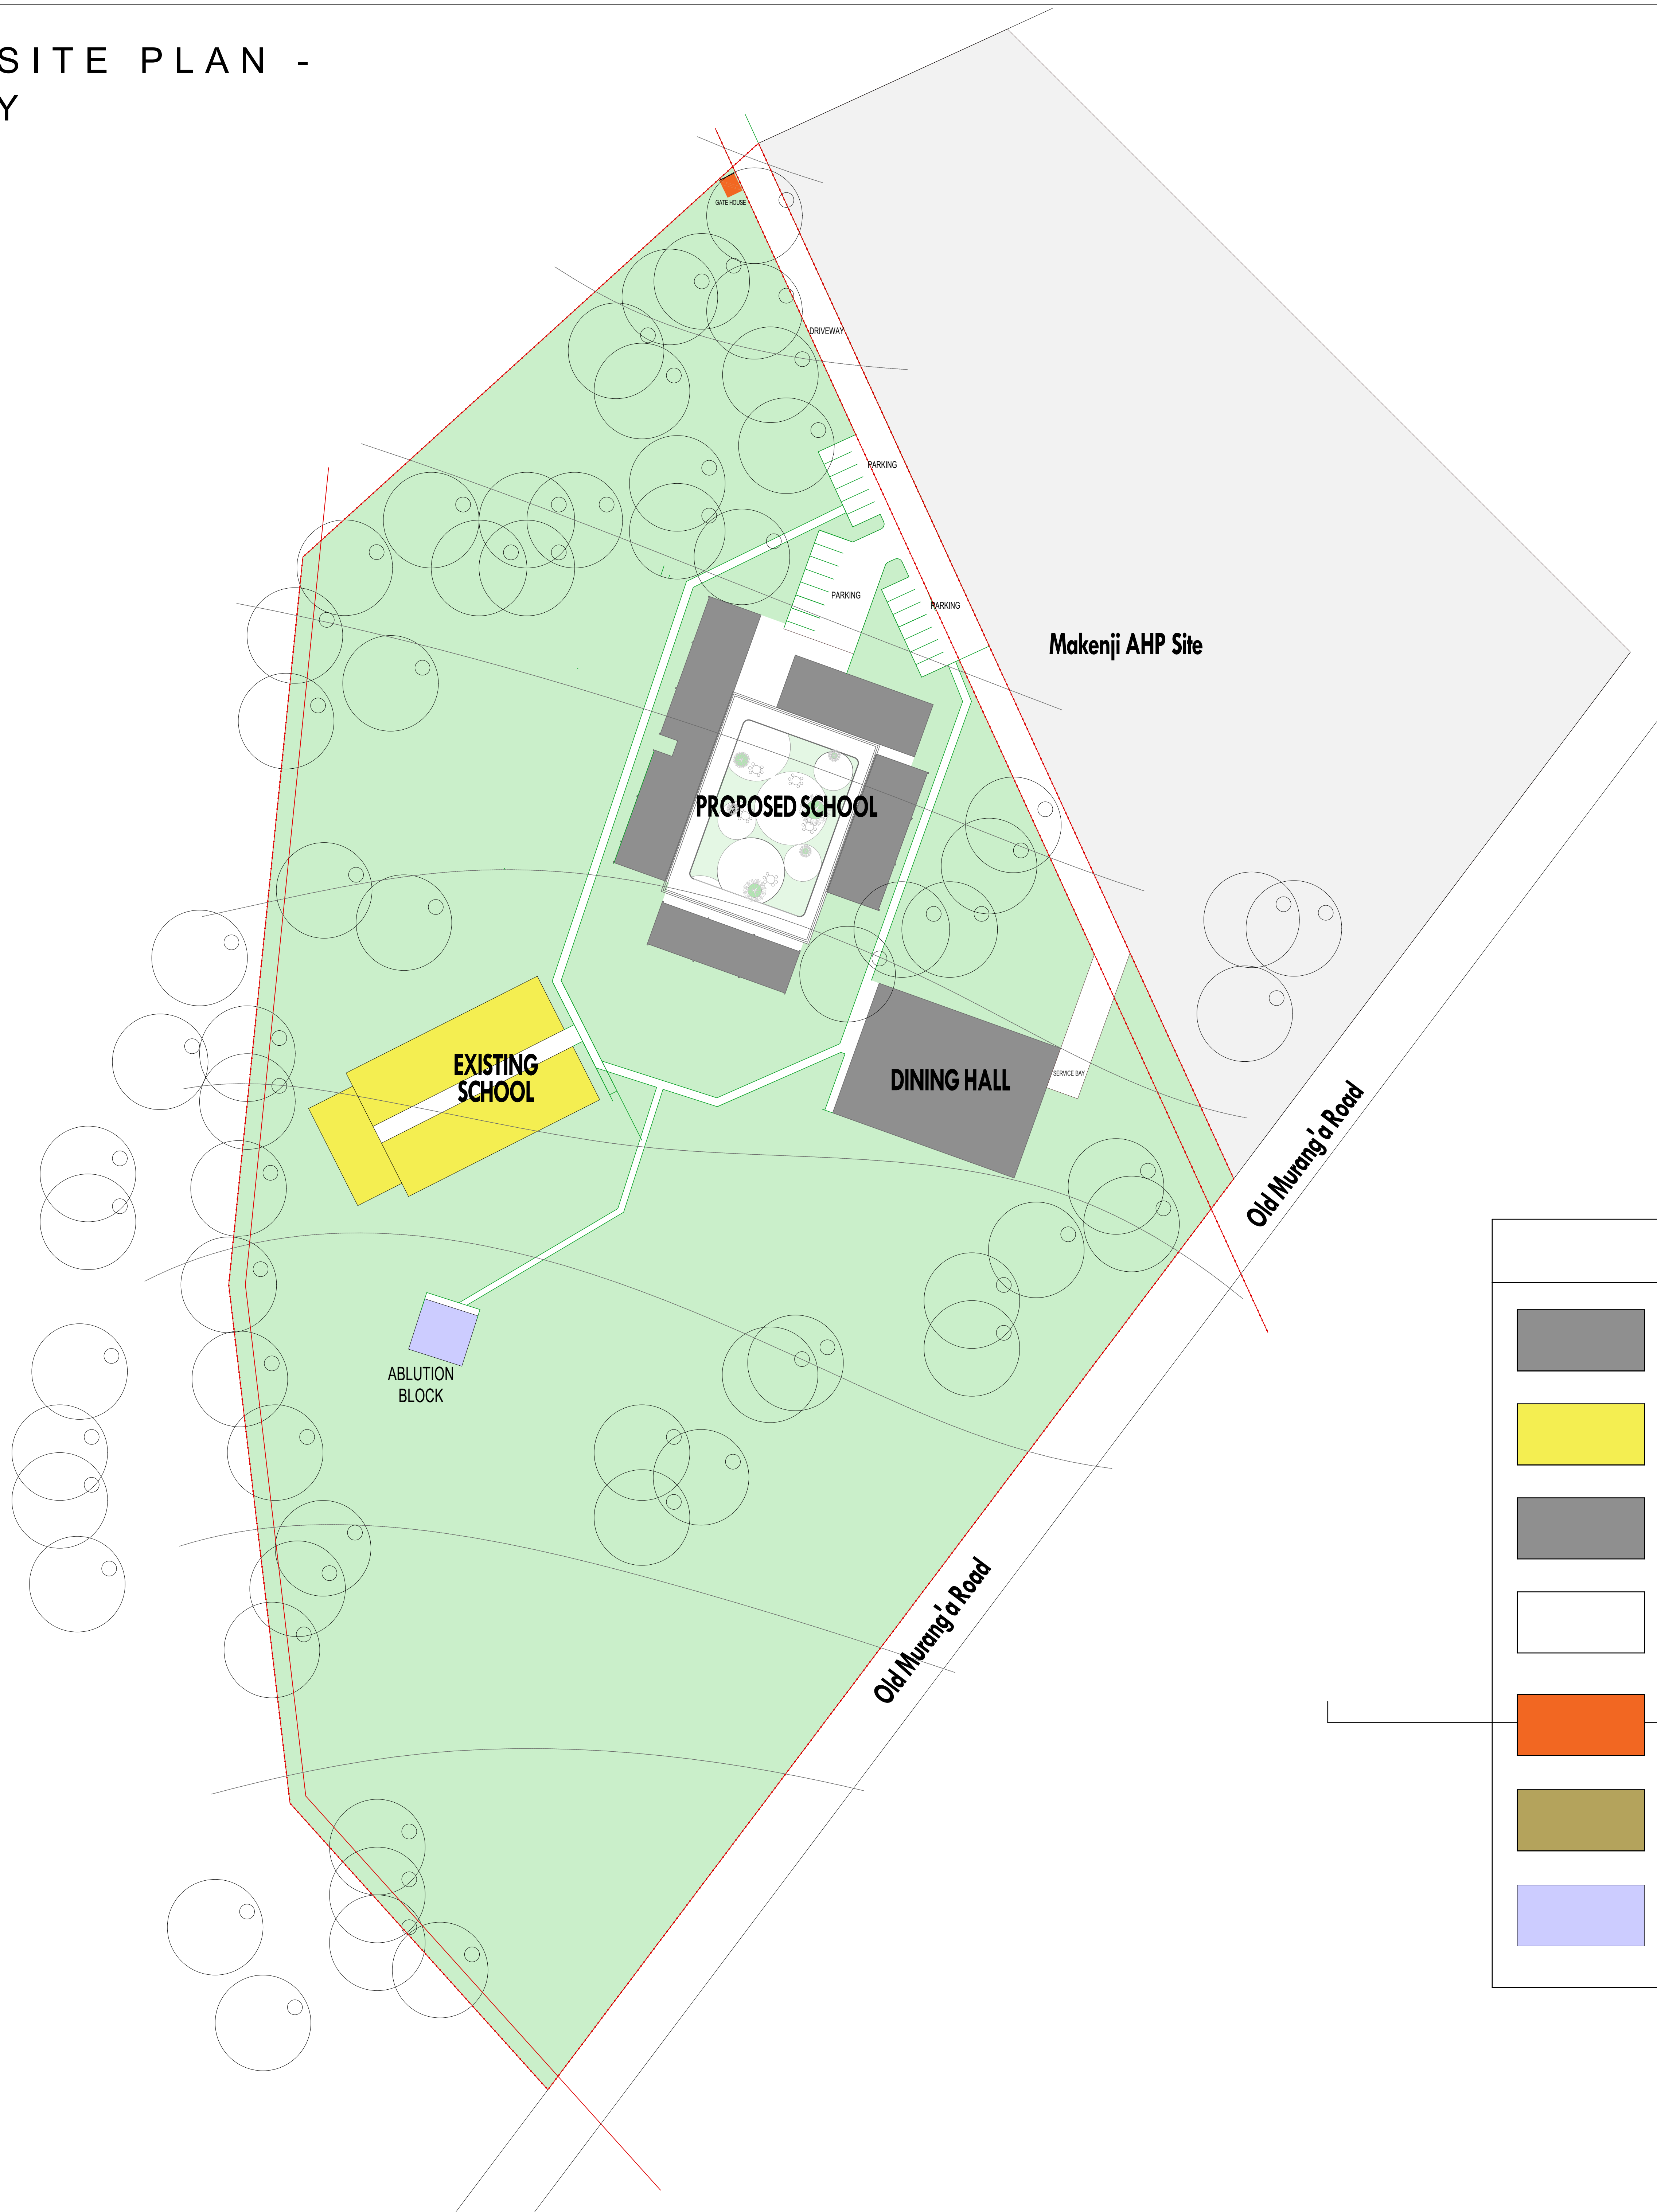 SITE PLAN -
Y
GATE HOUSE
DRIVEWAY
PARKING
PARKING
PARKING
Makenji AHP Site
PROPOSED SCHOOL
EXISTING
SCHOOL
DINING HALL
SERVICE BAY
Old Murang'a Road
ABLUTION
BLOCK
Old Murang'a Road